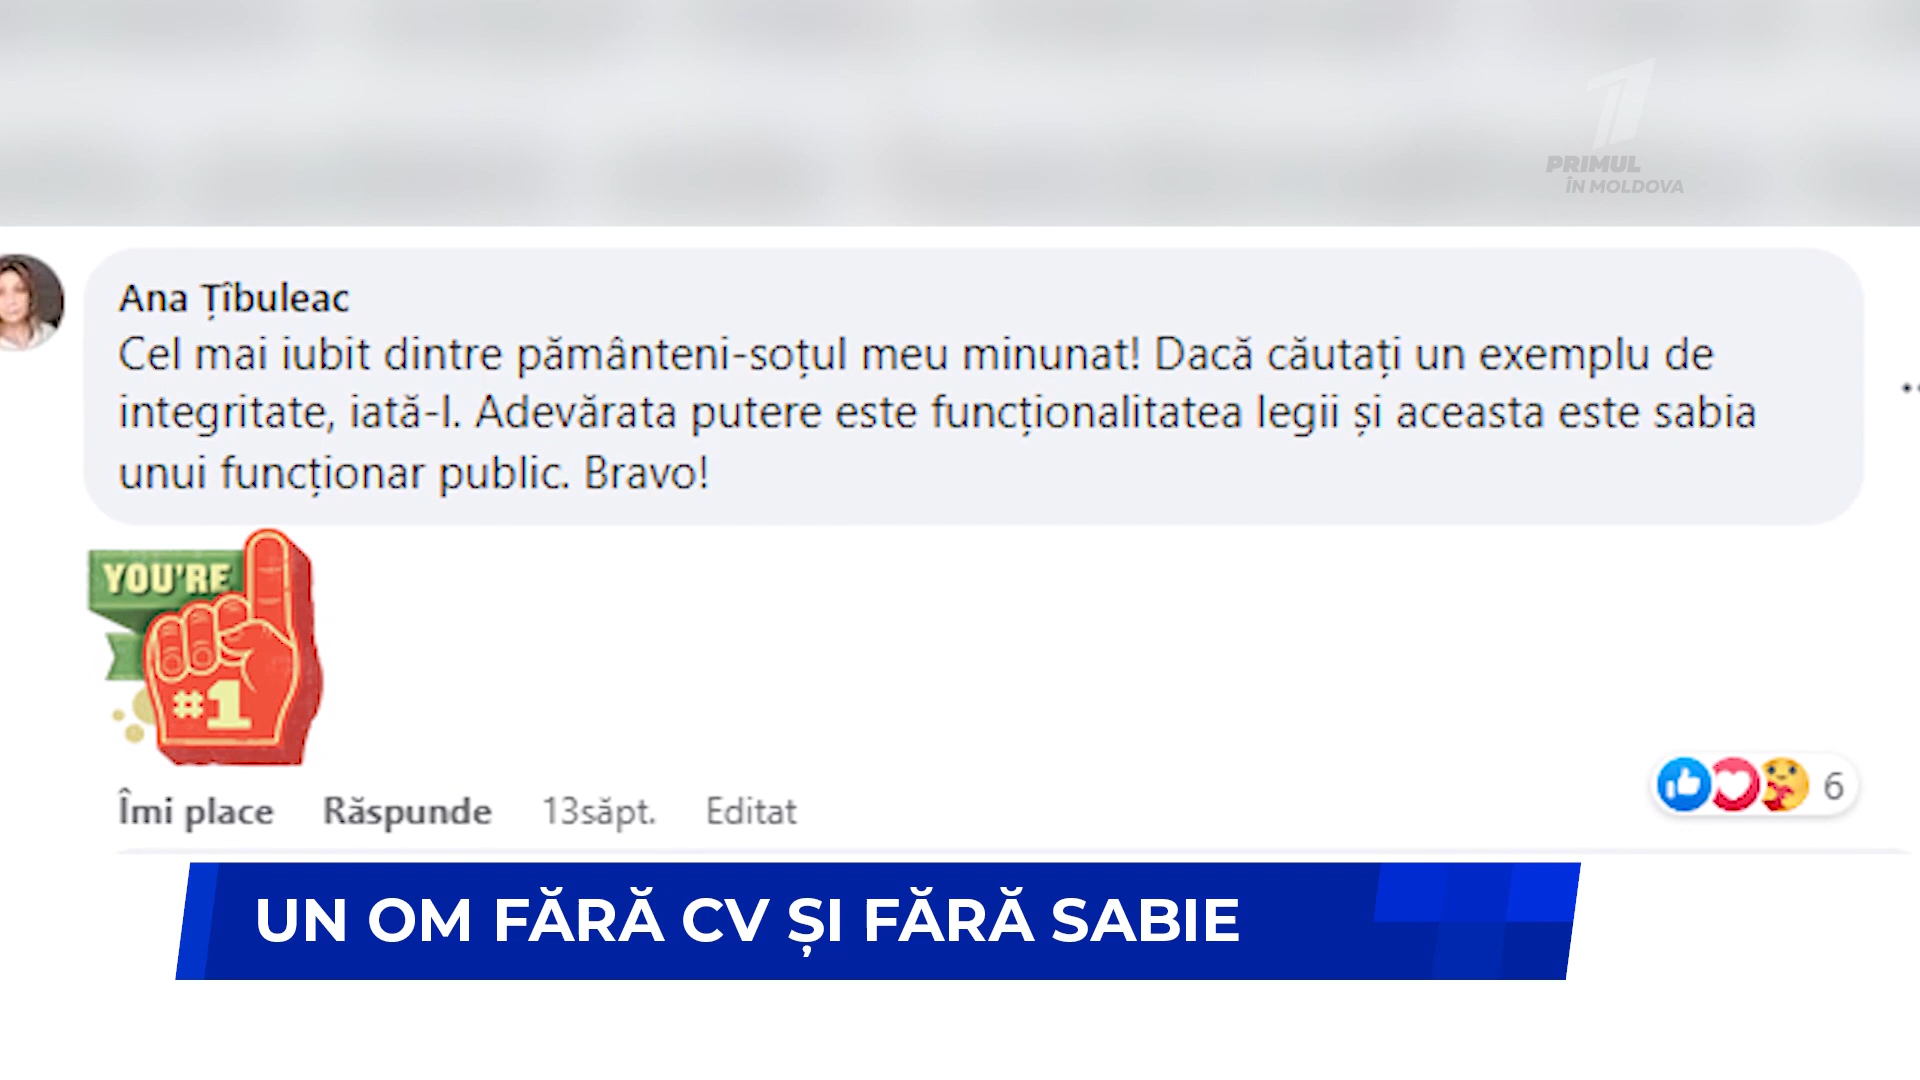 PRIMUL
ÎN MOLDOVA
Ana Țîbuleac
Cel mai iubit dintre pământeni-soțul meu minunat! Dacă căutați un exemplu de
integritate, iată-l. Adevărata putere este funcționalitatea legii și aceasta este sabia
unui funcționar public. Bravo!
YOU'RE
#1
Îmi place Răspunde 13săpt. Editat
6
UN OM FĂRĂ CV ȘI FĂRĂ SABIE